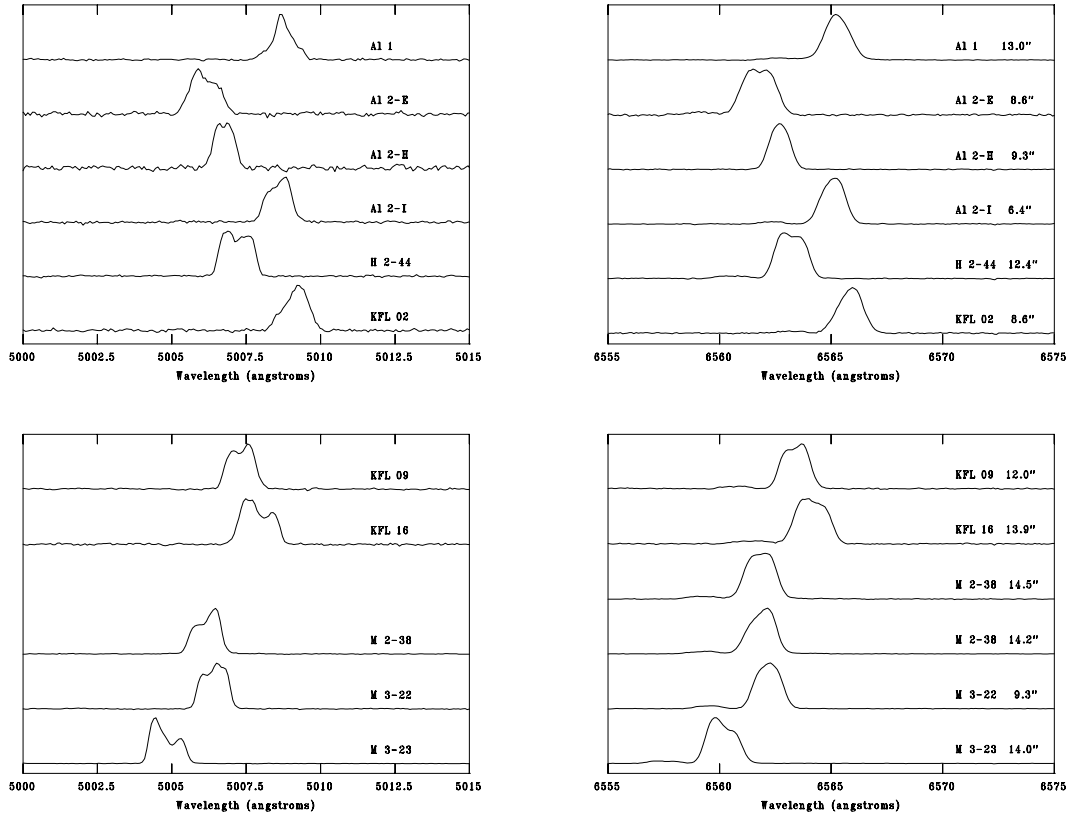 Al 1
Al 2-E
Al 2-H
Al 2-I
H 2-44
KFL 02
5000 5002.5 5005 5007.5 5010 5012.5 5015
Wavelength (angstroms)
Al 1 13.0"
Al 2-E 8.6"
Al 2-H 9.3"
Al 2-I 6.4"
H 2-44 12.4"
KFL 02 8.6"
6555 6560 6565 6570 6575
Wavelength (angstroms)
KFL 09
KFL 16
M 2-38
M 3-22
M 3-23
5000 5002.5 5005 5007.5 5010 5012.5 5015
Wavelength (angstroms)
KFL 09 12.0"
KFL 16 13.9"
M 2-38 14.5"
M 2-38 14.2"
M 3-22 9.3"
M 3-23 14.0"
6555 6560 6565 6570 6575
Wavelength (angstroms)